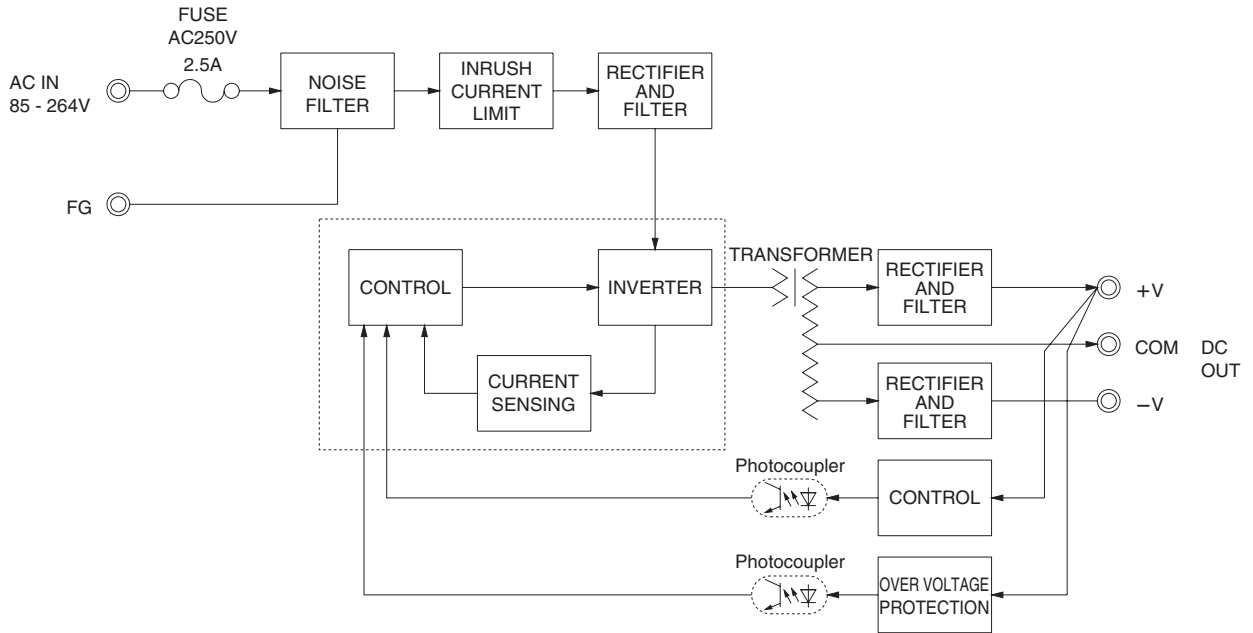 FUSE
AC250V
2.5A
AC IN
85 - 264V
NOISE
FILTER
INRUSH
CURRENT
LIMIT
RECTIFIER
AND
FILTER
FG
CONTROL
INVERTER
TRANSFORMER
RECTIFIER
AND
FILTER
+V
CURRENT
SENSING
COM
DC
OUT
RECTIFIER
AND
FILTER
−V
Photocoupler
CONTROL
Photocoupler
OVER VOLTAGE
PROTECTION